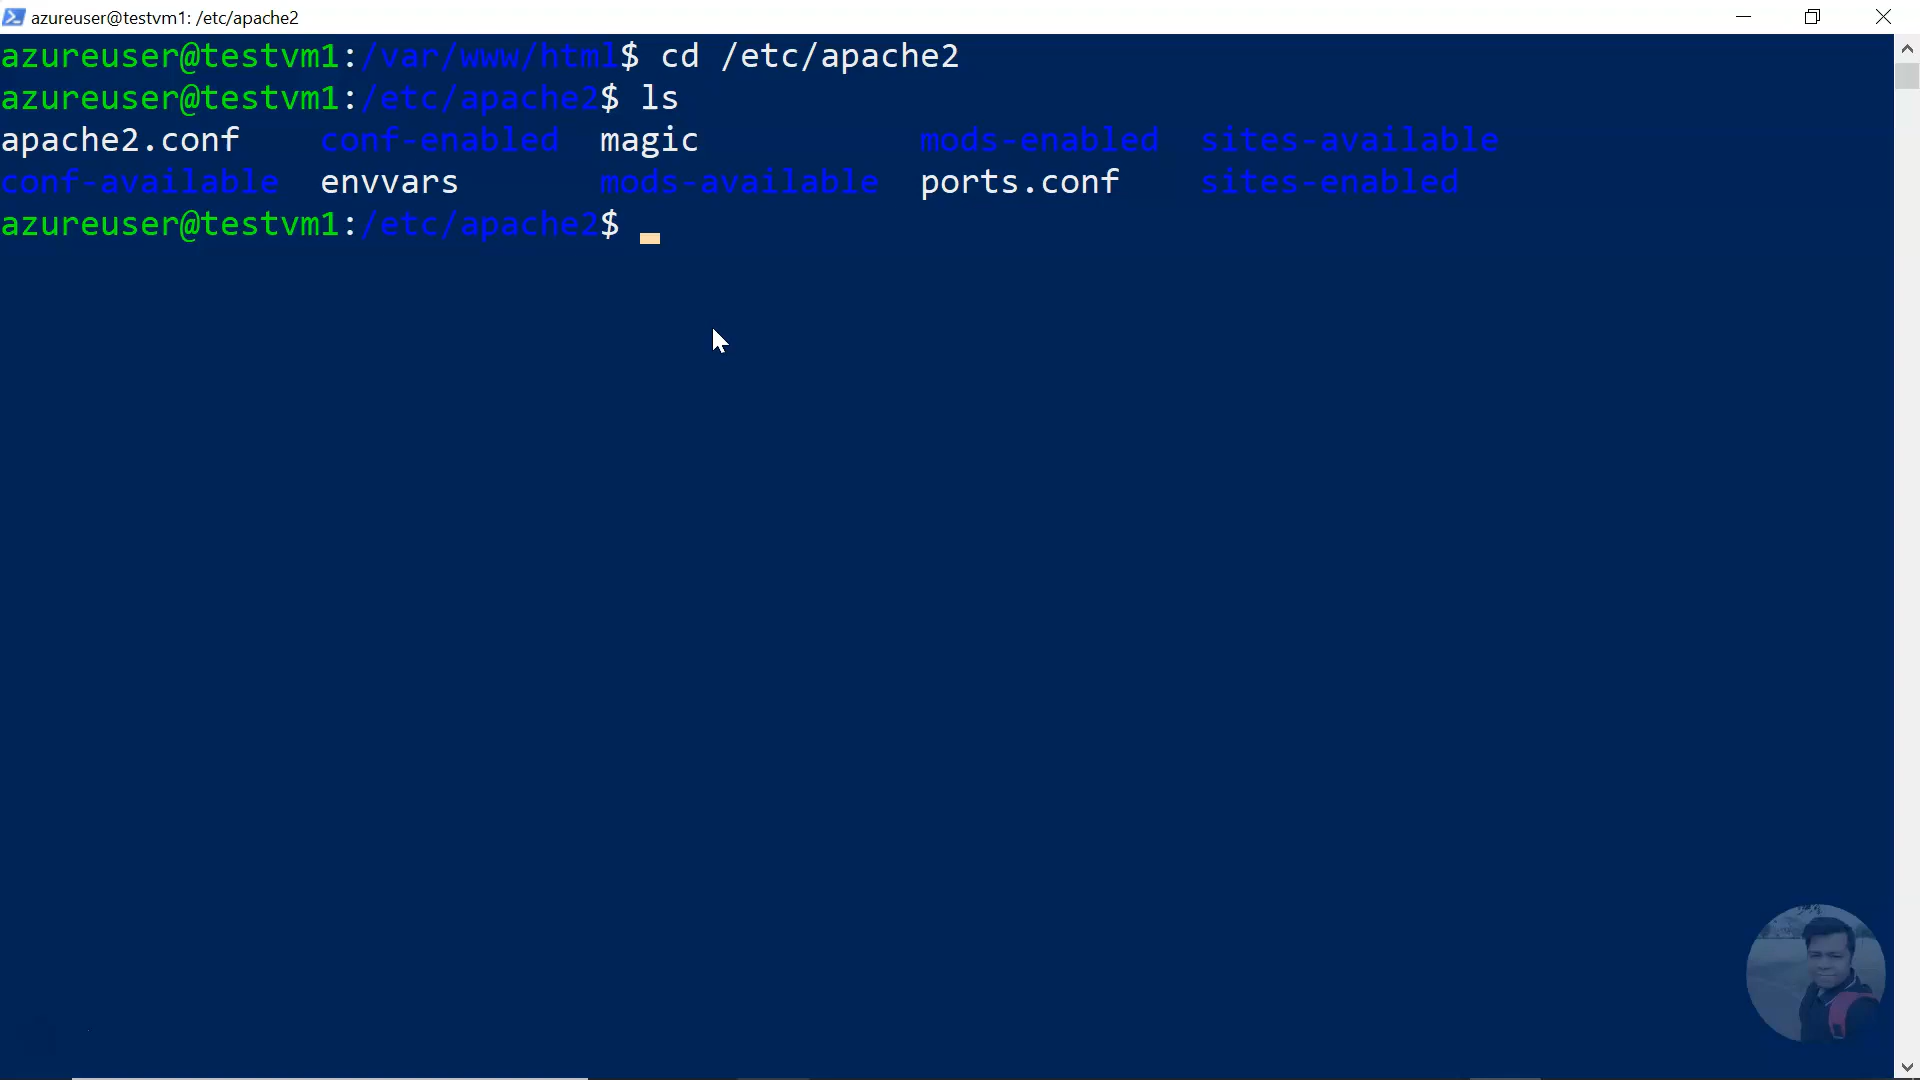 azureuser@testvm1: /etc/apache2
azureuser@testvm1:/var/www/html$ cd /etc/apache2
azureuser@testvm1:/etc/apache2$ ls
apache2.conf    conf-enabled  magic           mods-enabled  sites-available
conf-available  envvars       mods-available  ports.conf    sites-enabled
azureuser@testvm1:/etc/apache2$